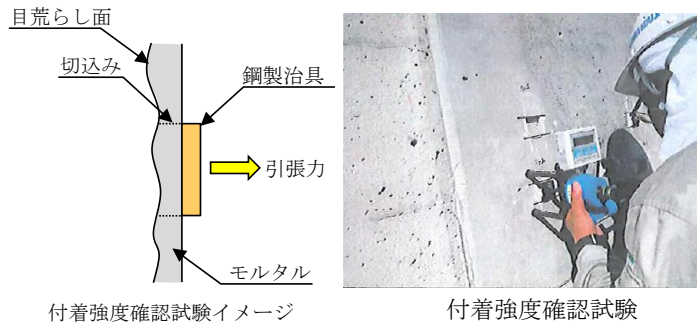 目荒らし面
切込み
鋼製治具
引張力
モルタル
付着強度確認試験イメージ
付着強度確認試験